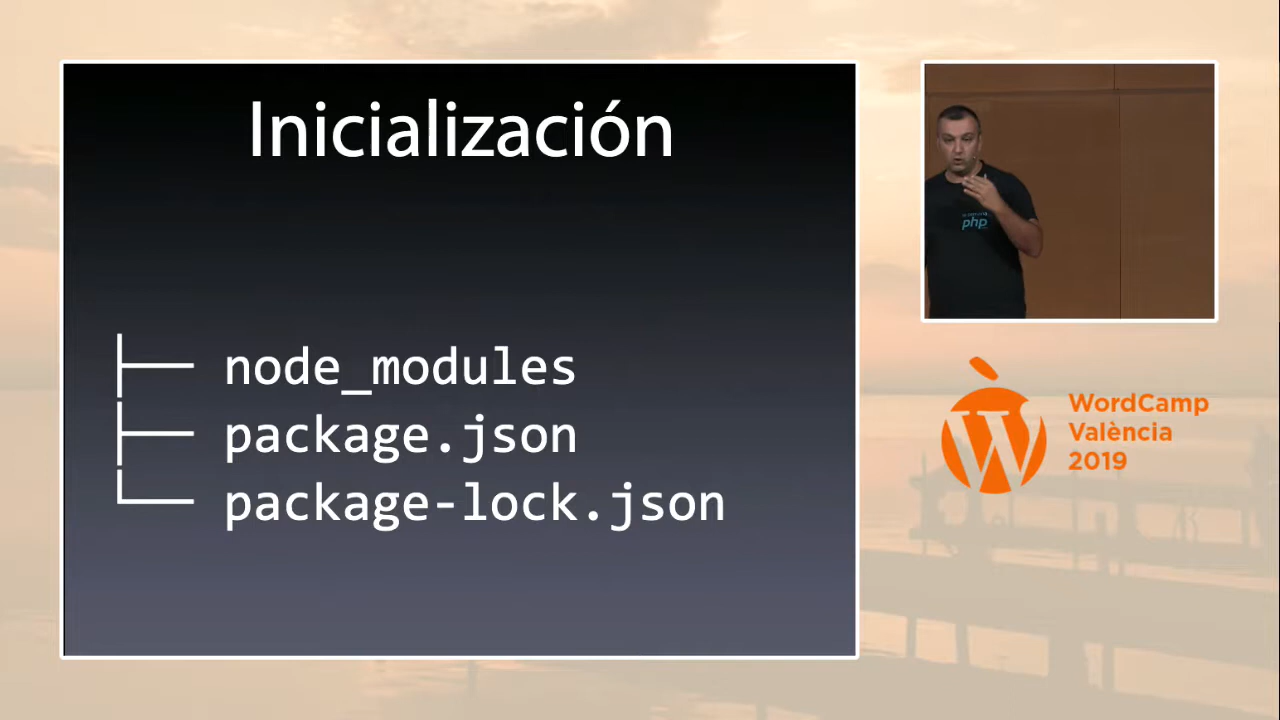 Inicialización
├── node_modules
├── package.json
└── package-lock.json
php
WordCamp
València
2019